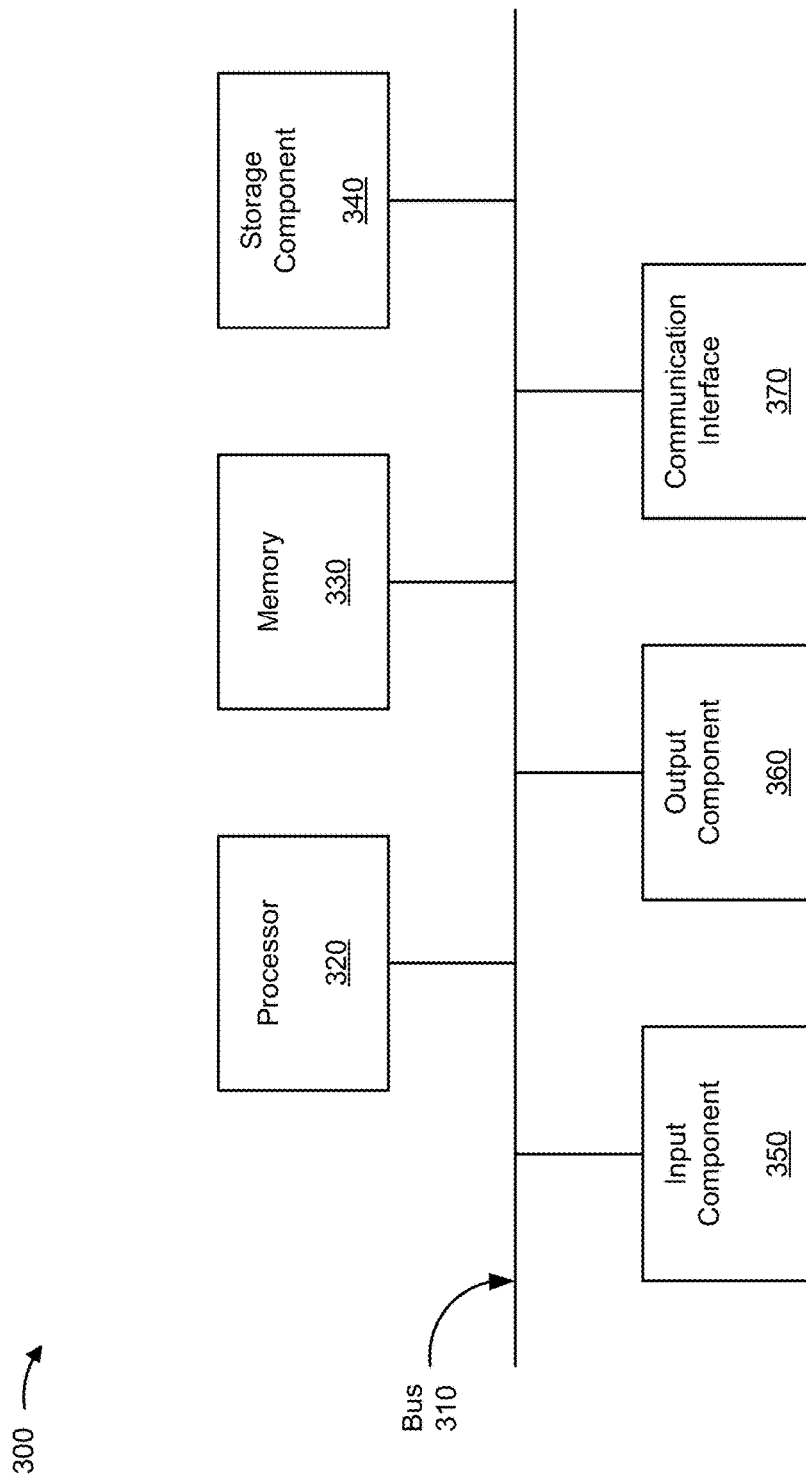 300
Bus
310
Processor
320
Memory
330
Storage
Component
340
Input
Component
350
Output
Component
360
Communication
Interface
370